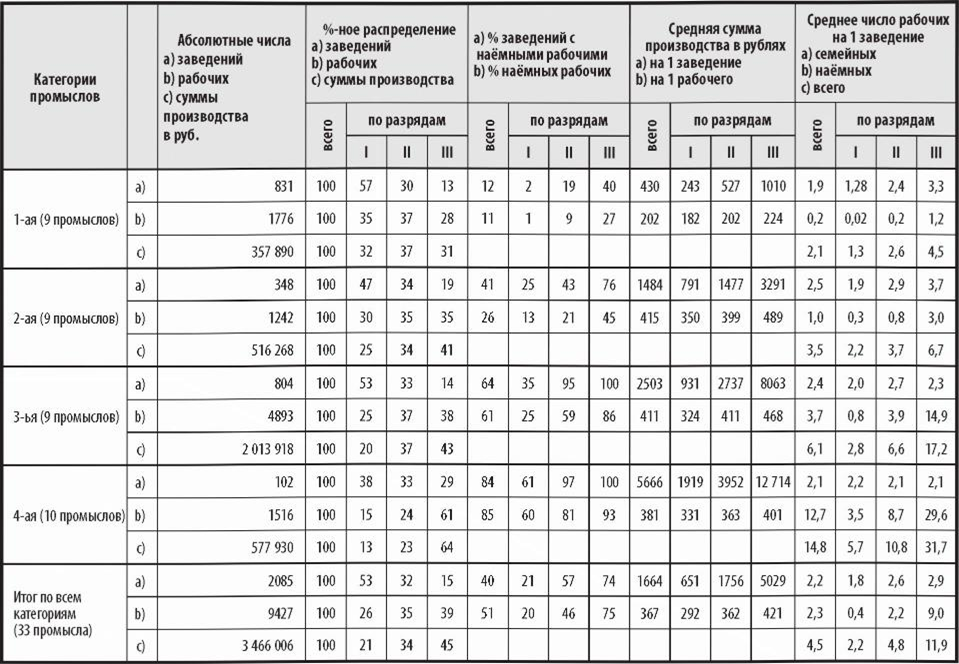 Категории
промыслов
Абсолютные числа
a) заведений
b) рабочих
c) суммы
производства
в руб.
%-ное распределение
a) заведений
b) рабочих
c) суммы производства
a) % заведений с
наёмными рабочими
b) % наёмных рабочих
Средняя сумма
производства в рублях
a) на 1 заведение
b) на 1 рабочего
Среднее число рабочих
на 1 заведение
a) семейных
b) наёмных
c) всего
всего по разрядам всего по разрядам всего по разрядам всего по разрядам
I II III I II III I II III I II III
1-ая (9 промыслов)
a) 831 100 57 30 13 12 2 19 40 430 243 527 1010 1,9 1,28 2,4 3,3
b) 1776 100 35 37 28 11 1 9 27 202 182 202 224 0,2 0,02 0,2 1,2
c) 357 890 100 32 37 31 2,1 1,3 2,6 4,5
2-ая (9 промыслов)
a) 348 100 47 34 19 41 25 43 76 1484 791 1477 3291 2,5 1,9 2,9 3,7
b) 1242 100 30 35 35 26 13 21 45 415 350 399 489 1,0 0,3 0,8 3,0
c) 516 268 100 25 34 41 3,5 2,2 3,7 6,7
3-ья (9 промыслов)
a) 804 100 53 33 14 64 35 95 100 2503 931 2737 8063 2,4 2,0 2,7 2,3
b) 4893 100 25 37 38 61 25 59 86 411 324 411 468 3,7 0,8 3,9 14,9
c) 2 013 918 100 20 37 43 6,1 2,8 6,6 17,2
4-ая (10 промыслов)
a) 102 100 38 33 29 84 61 97 100 5666 1919 3952 12 714 2,1 2,2 2,1 2,1
b) 1516 100 15 24 61 85 60 81 93 381 331 363 401 12,7 3,5 8,7 29,6
c) 577 930 100 13 23 64 14,8 5,7 10,8 31,7
Итог по всем
категориям
(33 промысла)
a) 2085 100 53 32 15 40 21 57 74 1664 651 1756 5029 2,2 1,8 2,6 2,9
b) 9427 100 26 35 39 51 20 46 75 367 292 362 421 2,3 0,4 2,2 9,0
c) 3 466 006 100 21 34 45 4,5 2,2 4,8 11,9